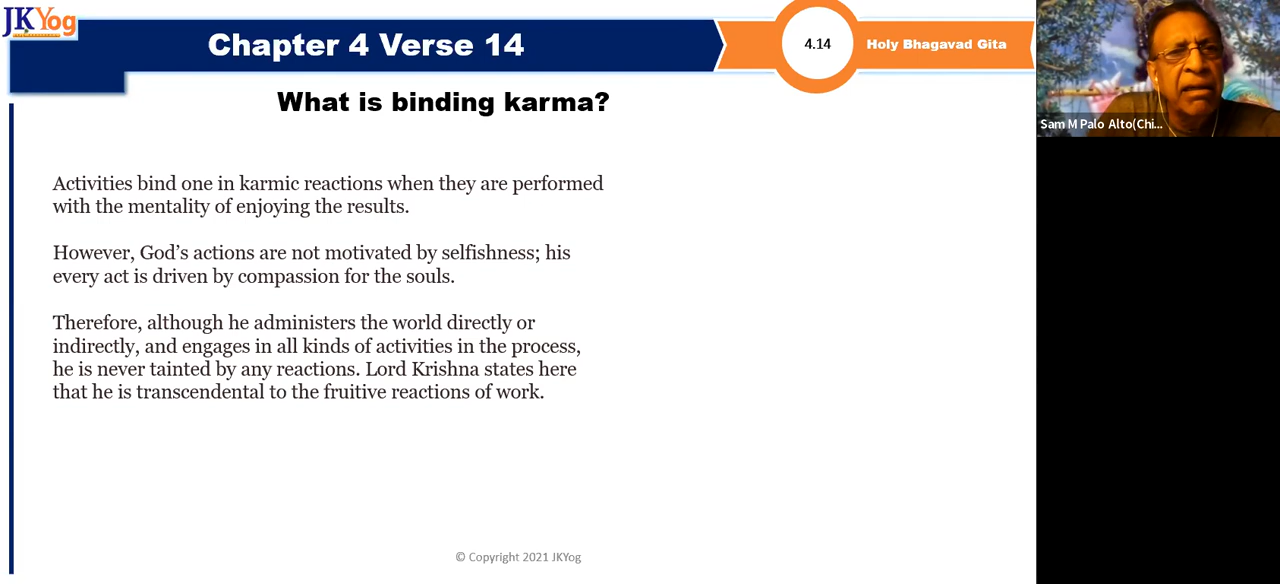 JKYog
Chapter 4 Verse 14
4.14
Holy Bhagavad Gita
Sam M Palo Alto(Chi...
What is binding karma?
Activities bind one in karmic reactions when they are performed
with the mentality of enjoying the results.
However, God’s actions are not motivated by selfishness; his
every act is driven by compassion for the souls.
Therefore, although he administers the world directly or
indirectly, and engages in all kinds of activities in the process,
he is never tainted by any reactions. Lord Krishna states here
that he is transcendental to the fruitive reactions of work.
© Copyright 2021 JKYog